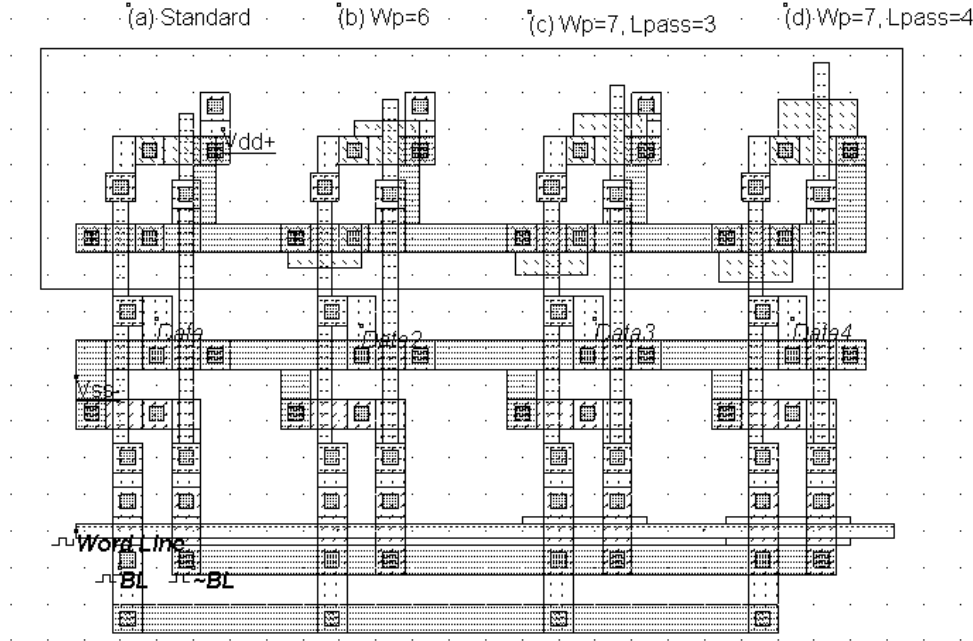 (a) Standard
(b) Wp=6
(c) Wp=7, Lpass=3
(d) Wp=7, Lpass=4
Vdd+
Data
Data2
Data3
Data4
Vss-
Word Line
BL
~BL